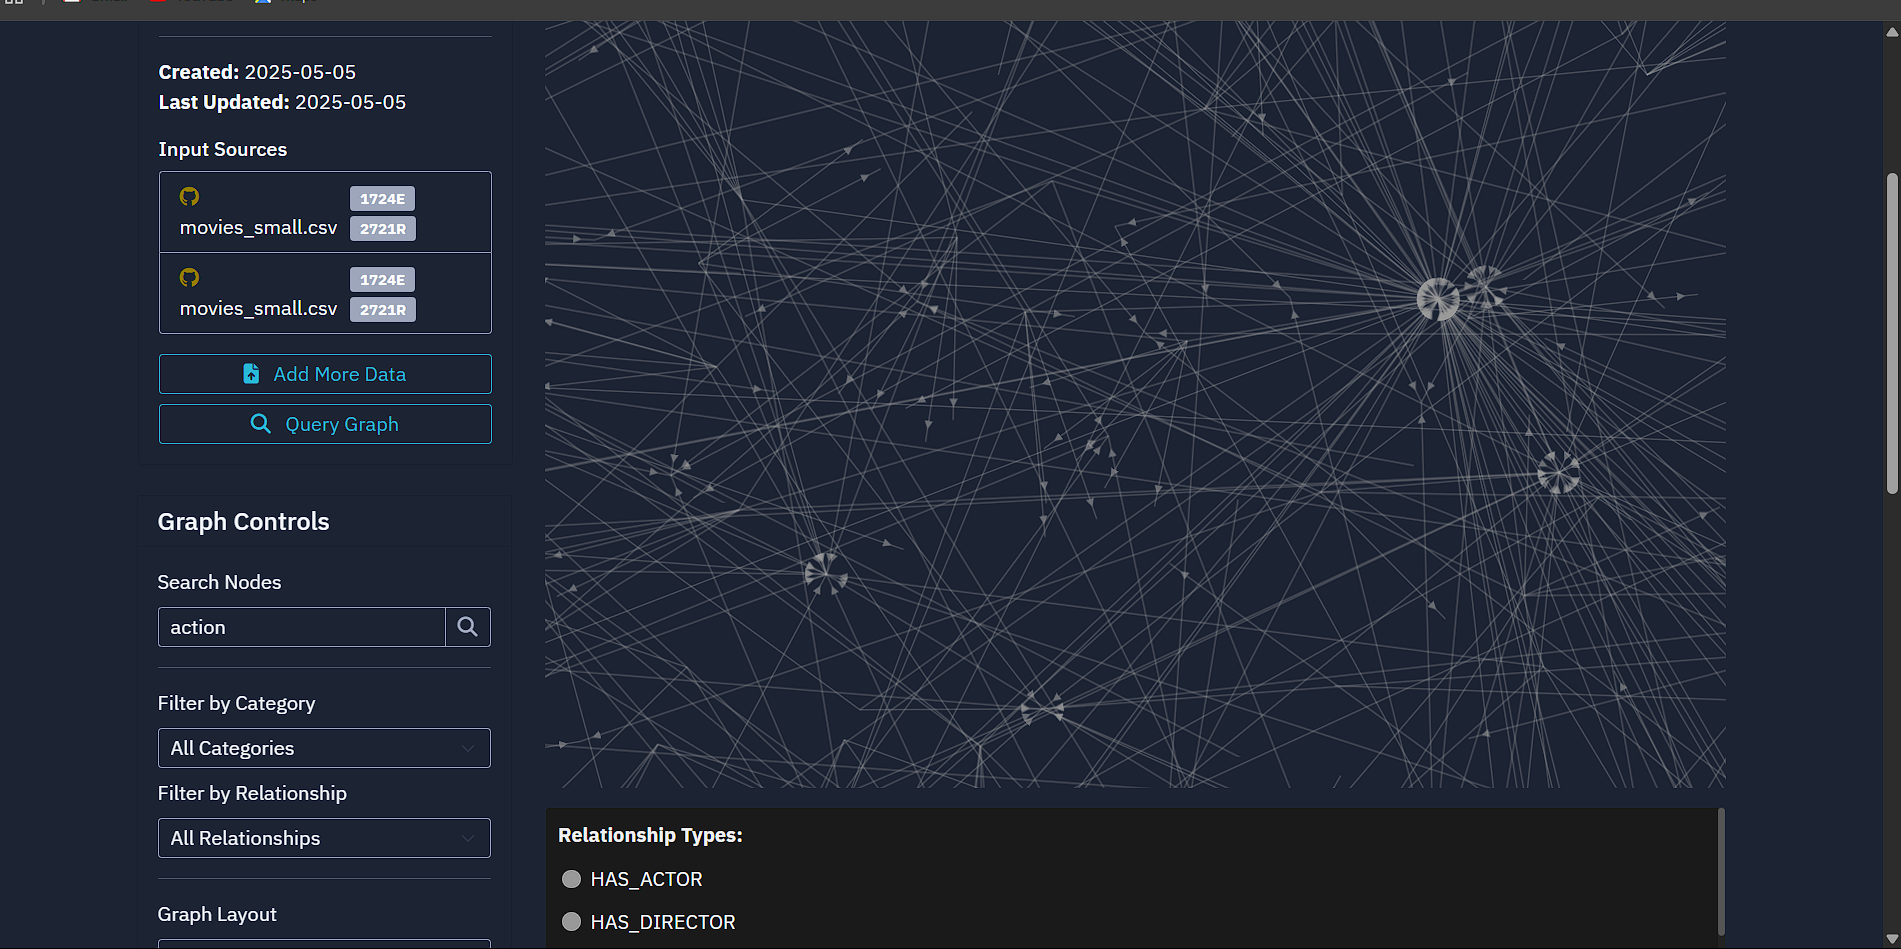 Created: 2025-05-05
Last Updated: 2025-05-05
Input Sources
1724E
movies_small.csv 2721R
1724E
movies_small.csv 2721R
Add More Data
Query Graph
Graph Controls
Search Nodes
action
Filter by Category
All Categories
Filter by Relationship
All Relationships
Graph Layout
Relationship Types:
HAS_ACTOR
HAS_DIRECTOR